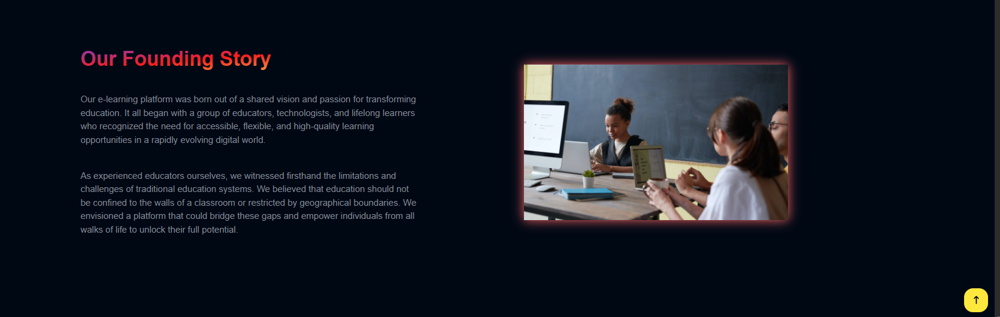 Our Founding Story
Our e-learning platform was born out of a shared vision and passion for transforming
education. It all began with a group of educators, technologists, and lifelong learners
who recognized the need for accessible, flexible, and high-quality learning
opportunities in a rapidly evolving digital world.
As experienced educators ourselves, we witnessed firsthand the limitations and
challenges of traditional education systems. We believed that education should not
be confined to the walls of a classroom or restricted by geographical boundaries. We
envisioned a platform that could bridge these gaps and empower individuals from all
walks of life to unlock their full potential.